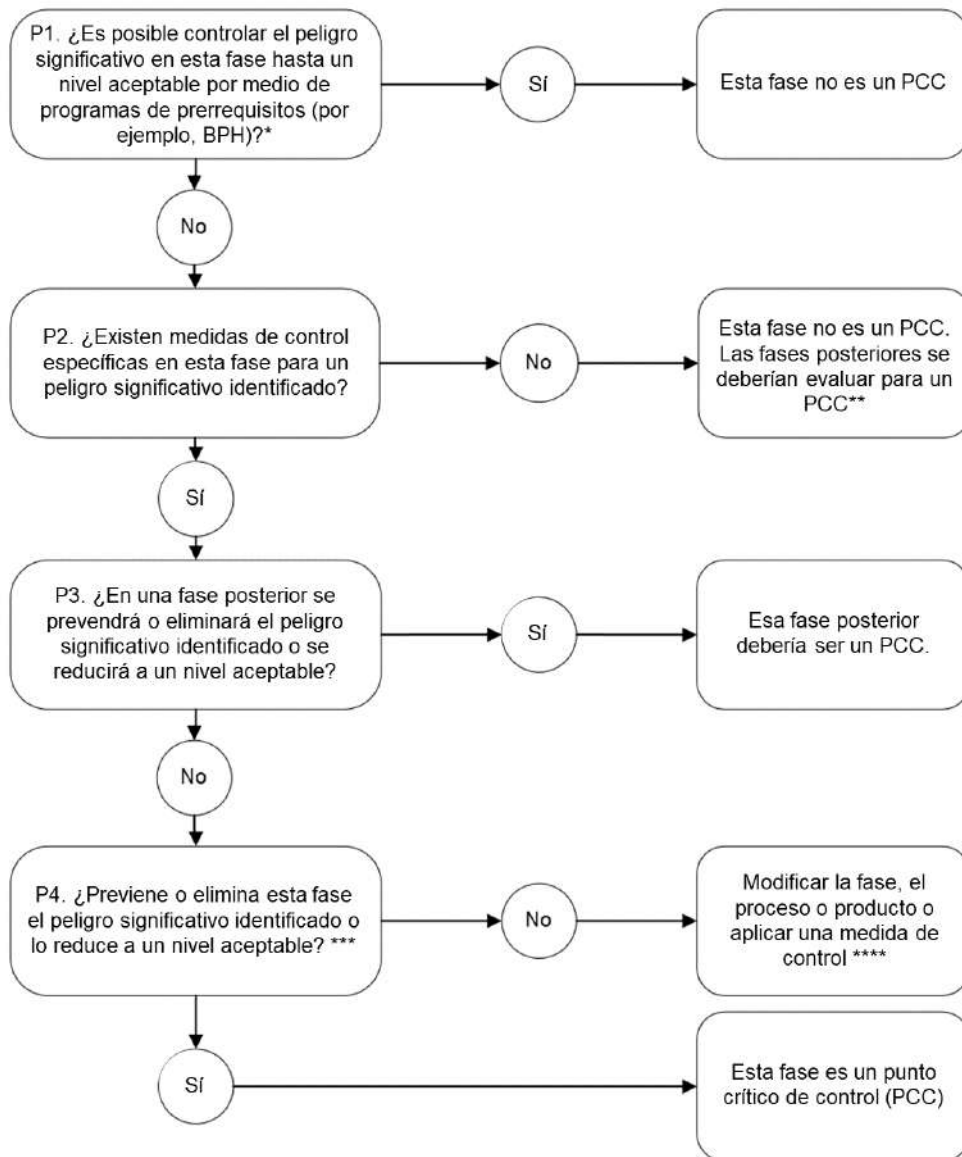 P1. ¿Es posible controlar el peligro
significativo en esta fase hasta un
nivel aceptable por medio de
programas de prerrequisitos (por
ejemplo, BPH)?*
Sí
Esta fase no es un PCC
No
P2. ¿Existen medidas de control
específicas en esta fase para un
peligro significativo identificado?
No
Esta fase no es un PCC.
Las fases posteriores se
deberían evaluar para un
PCC**
Sí
P3. ¿En una fase posterior se
prevendrá o eliminará el peligro
significativo identificado o se
reducirá a un nivel aceptable?
Sí
Esa fase posterior
debería ser un PCC.
No
P4. ¿Previene o elimina esta fase
el peligro significativo identificado o
lo reduce a un nivel aceptable? ***
No
Modificar la fase, el
proceso o producto o
aplicar una medida de
control ****
Sí
Esta fase es un punto
crítico de control (PCC)